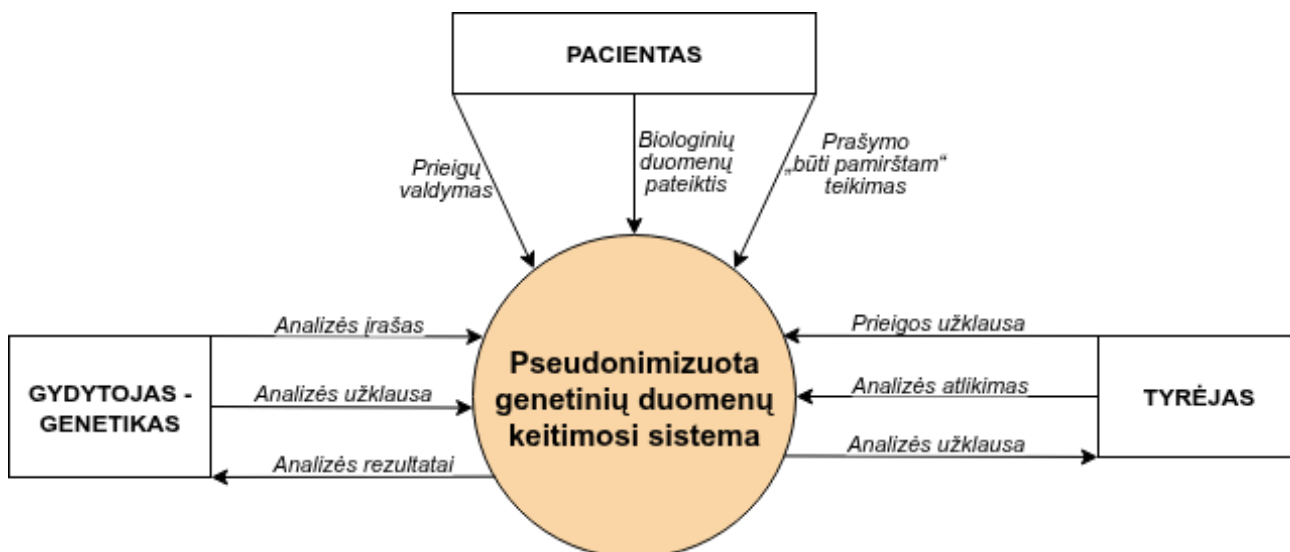 PACIENTAS
Prieigų
valdymas
Biologinių
duomenų
pateiktis
Prašymo
„būti pamirštam“
teikimas
GYDYTOJAS -
GENETIKAS
Analizės įrašas
Analizės užklausa
Analizės rezultatai
Pseudonimizuota
genetinių duomenų
keitimosi sistema
Prieigos užklausa
Analizės atlikimas
Analizės užklausa
TYRĖJAS